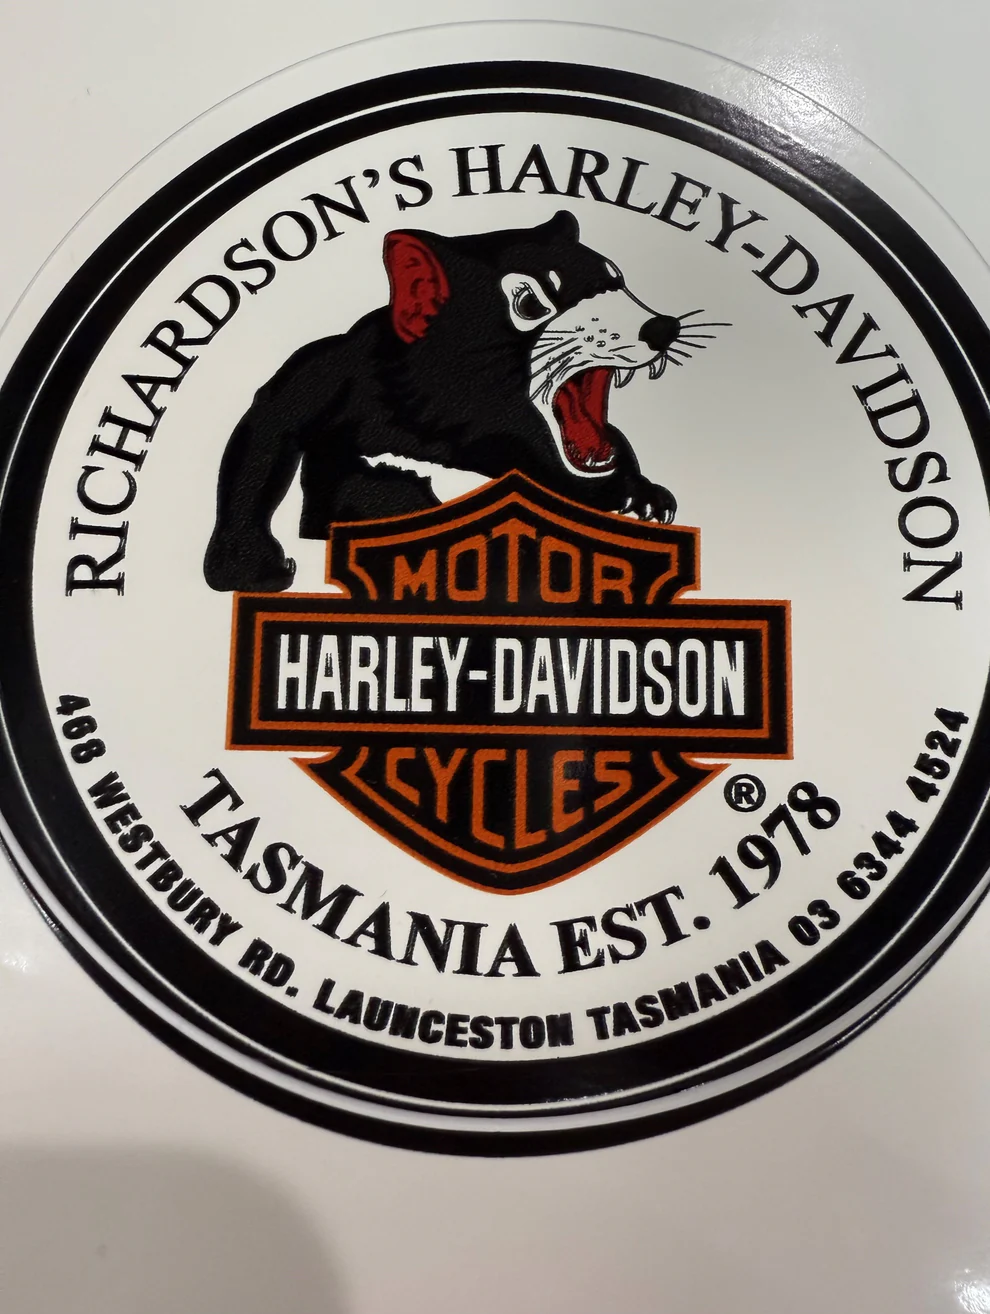 RICHARDSON'S HARLEY-DAVIDSON
MOTOR
HARLEY-DAVIDSON
CYCLES
®
TASMANIA EST. 1978
468 WESTBURY RD. LAUNCESTON TASMANIA 03 6344 4524